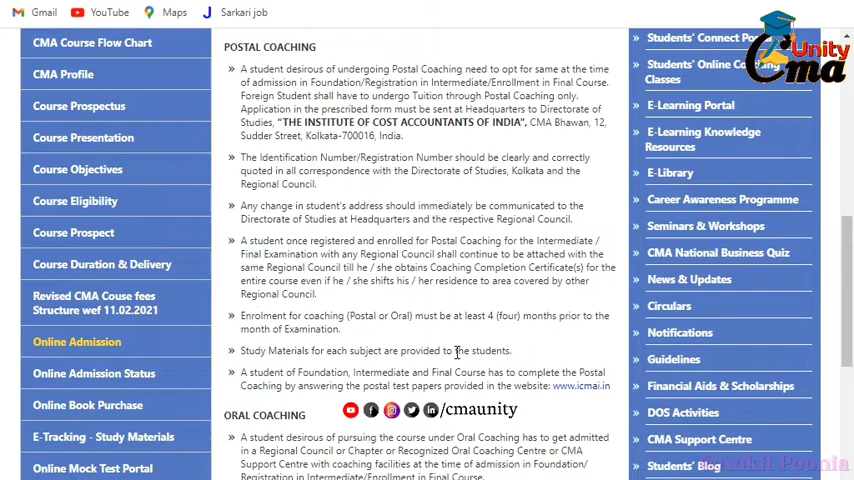 Gmail
YouTube
Maps
Sarkari job
CMA Course Flow Chart
CMA Profile
Course Prospectus
Course Presentation
Course Objectives
Course Eligibility
Course Prospect
Course Duration & Delivery
Revised CMA Couse fees
Structure wef 11.02.2021
Online Admission
Online Admission Status
Online Book Purchase
E-Tracking - Study Materials
Online Mock Test Portal
POSTAL COACHING
» A student desirous of undergoing Postal Coaching need to opt for same at the time
of admission in Foundation/Registration in Intermediate/Enrollment in Final Course.
Foreign Student shall have to undergo Tuition through Postal Coaching only.
Application in the prescribed form must be sent at Headquarters to Directorate of
Studies, "THE INSTITUTE OF COST ACCOUNTANTS OF INDIA", CMA Bhawan, 12,
Sudder Street, Kolkata-700016, India.
» The Identification Number/Registration Number should be clearly and correctly
quoted in all correspondence with the Directorate of Studies, Kolkata and the
Regional Council.
» Any change in student's address should immediately be communicated to the
Directorate of Studies at Headquarters and the respective Regional Council.
» A student once registered and enrolled for Postal Coaching for the Intermediate /
Final Examination with any Regional Council shall continue to be attached with the
same Regional Council till he / she obtains Coaching Completion Certificate(s) for the
entire course even if he / she shifts his / her residence to area covered by other
Regional Council.
» Enrolment for coaching (Postal or Oral) must be at least 4 (four) months prior to the
month of Examination.
» Study Materials for each subject are provided to the students.
» A student of Foundation, Intermediate and Final Course has to complete the Postal
Coaching by answering the postal test papers provided in the website: www.icmai.in
/cmaunity
ORAL COACHING
» A student desirous of pursuing the course under Oral Coaching has to get admitted
in a Regional Council or Chapter or Recognized Oral Coaching Centre or CMA
Support Centre with coaching facilities at the time of admission in Foundation/
Registration in Intermediate/Enrollment in Final Course.
» Students' Connect
» Students' Online Coaching
Classes
» E-Learning Portal
» E-Learning Knowledge
Resources
» E-Library
» Career Awareness Programme
» Seminars & Workshops
» CMA National Business Quiz
» News & Updates
» Circulars
» Notifications
» Guidelines
» Financial Aids & Scholarships
» DOS Activities
» CMA Support Centre
» Students' Blog
Unity
Cma
©Ankit Poonia